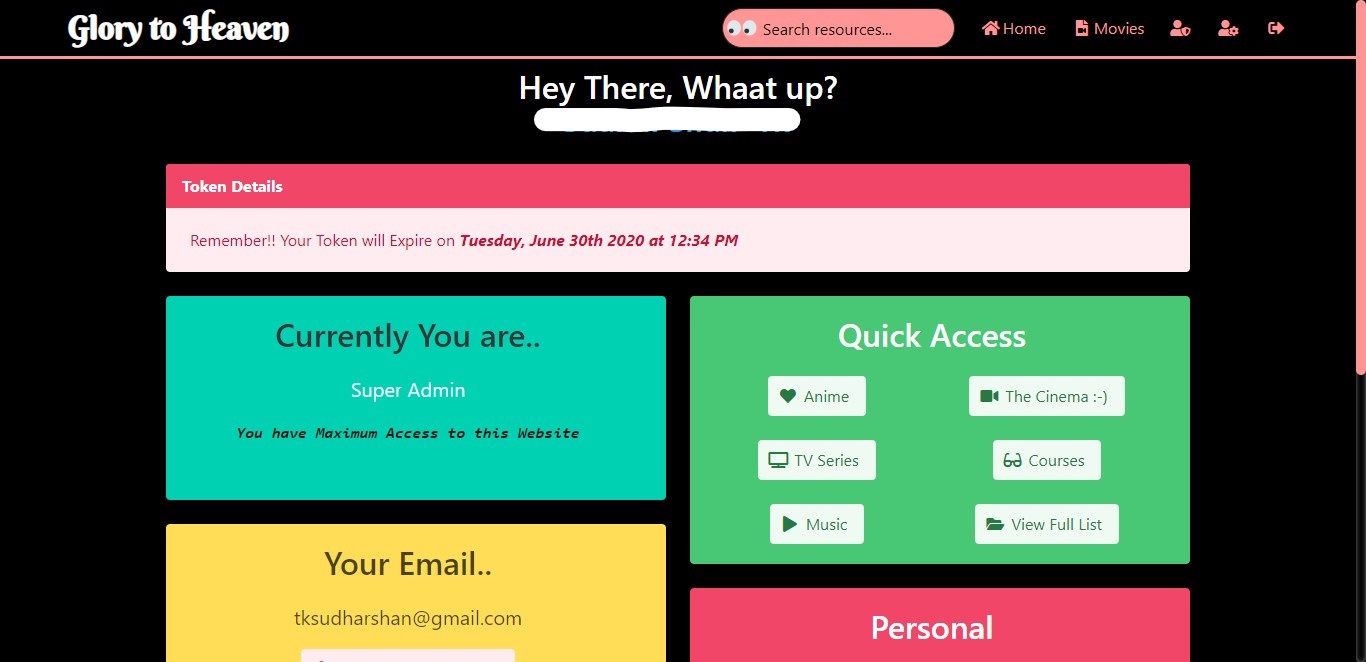 Glory to Heaven
Search resources...
Home
Movies
Hey There, Whaat up?
Token Details
Remember!! Your Token will Expire on Tuesday, June 30th 2020 at 12:34 PM
Currently You are..
Super Admin
You have Maximum Access to this Website
Quick Access
Anime
The Cinema :-)
TV Series
Courses
Music
View Full List
Your Email..
tksudharshan@gmail.com
Personal